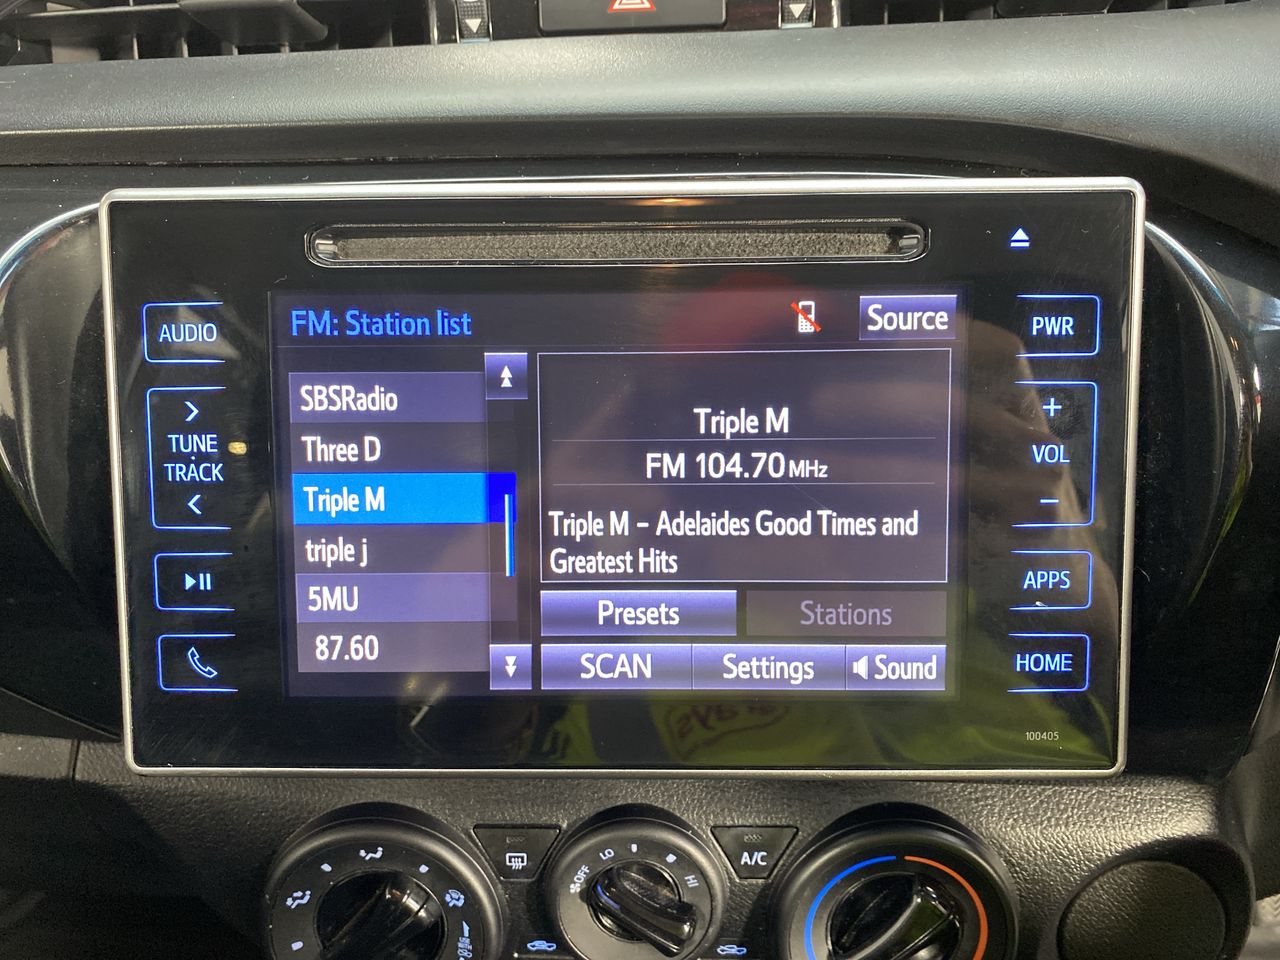 AUDIO
>
TUNE
TRACK
<
FM: Station list
Source
SBSRadio
Three D
Triple M
triple j
5MU
87.60
Triple M
FM 104.70 MHz
Triple M - Adelaides Good Times and
Greatest Hits
Presets
Stations
SCAN
Settings
Sound
PWR
+
VOL
-
APPS
HOME
100405
OFF
LO
HI
A/C